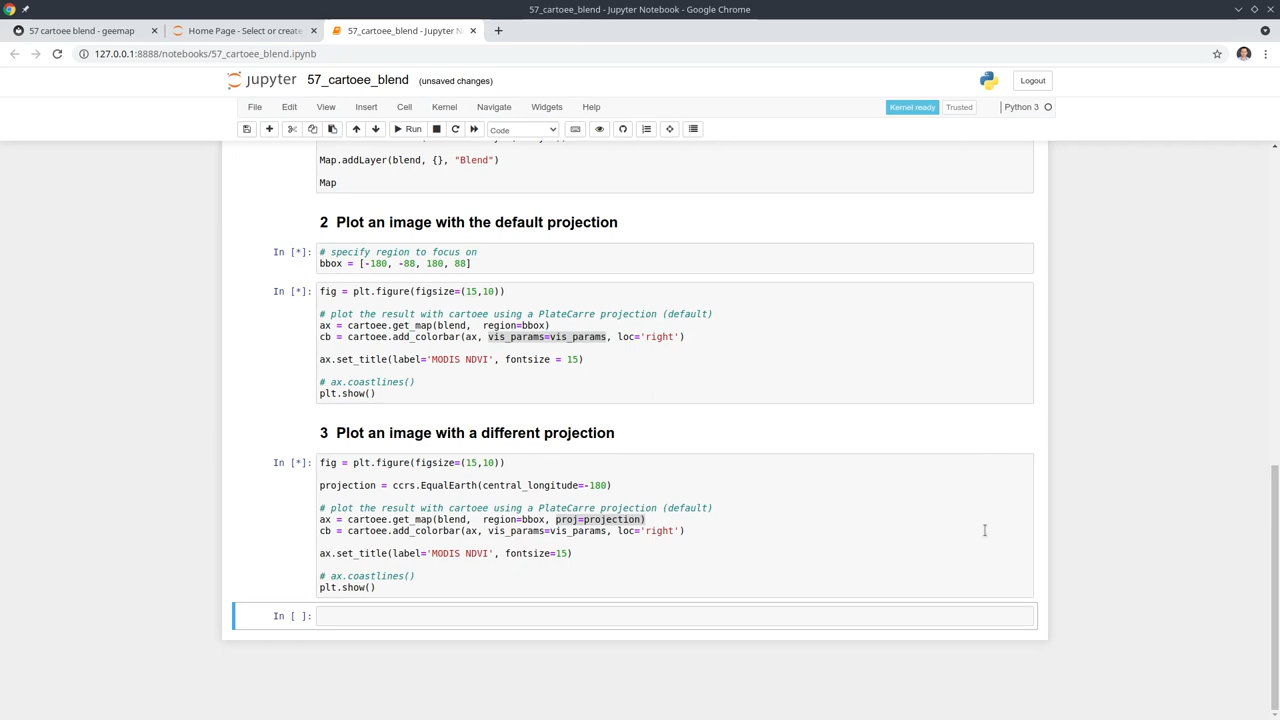 57_cartoee_blend - Jupyter Notebook - Google Chrome
57 cartoee blend - geemap
Home Page - Select or create
57_cartoee_blend - Jupyter N
127.0.0.1:8888/notebooks/57_cartoee_blend.ipynb
jupyter 57_cartoee_blend (unsaved changes)
Logout
File Edit View Insert Cell Kernel Navigate Widgets Help
Kernel ready Trusted Python 3
Run Code
Map.addLayer(blend, {}, "Blend")
Map
2 Plot an image with the default projection
In [*]: # specify region to focus on
bbox = [-180, -88, 180, 88]
In [*]: fig = plt.figure(figsize=(15,10))
# plot the result with cartoee using a PlateCarre projection (default)
ax = cartoee.get_map(blend,  region=bbox)
cb = cartoee.add_colorbar(ax, vis_params=vis_params, loc='right')
ax.set_title(label='MODIS NDVI', fontsize = 15)
# ax.coastlines()
plt.show()
3 Plot an image with a different projection
In [*]: fig = plt.figure(figsize=(15,10))
projection = ccrs.EqualEarth(central_longitude=-180)
# plot the result with cartoee using a PlateCarre projection (default)
ax = cartoee.get_map(blend,  region=bbox, proj=projection)
cb = cartoee.add_colorbar(ax, vis_params=vis_params, loc='right')
ax.set_title(label='MODIS NDVI', fontsize=15)
# ax.coastlines()
plt.show()
In [ ]: